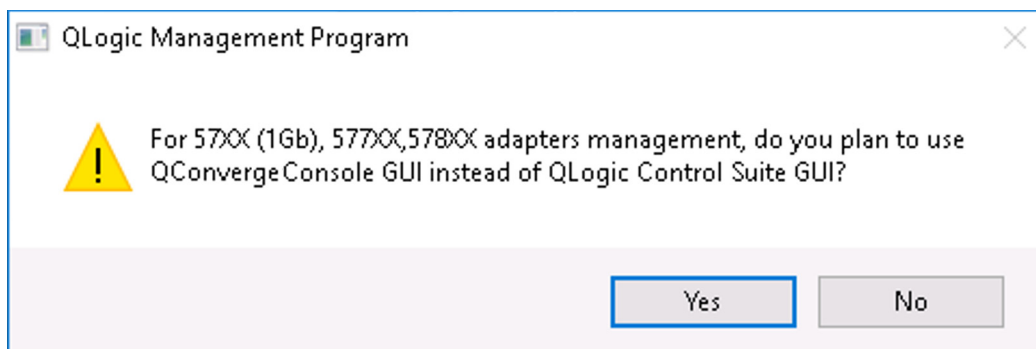 QLogic Management Program
For 57XX (1Gb), 577XX,578XX adapters management, do you plan to use
QConvergeConsole GUI instead of QLogic Control Suite GUI?
Yes
No